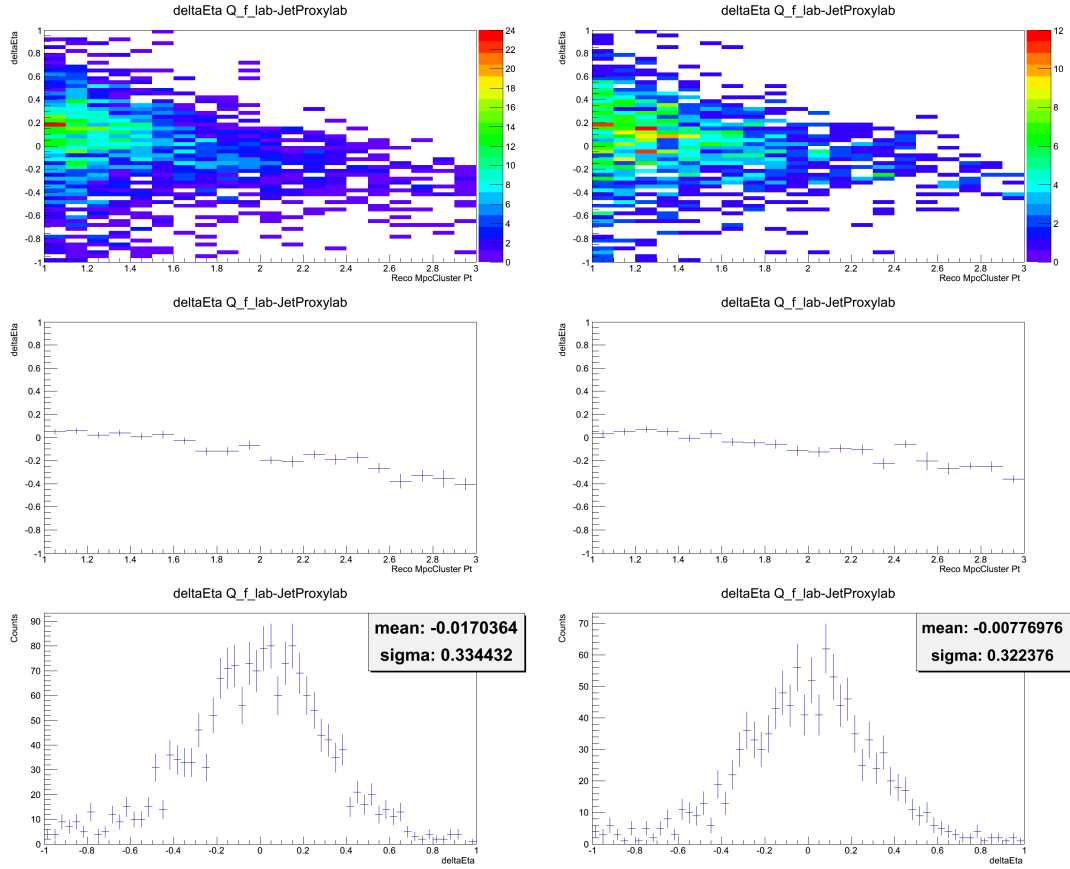 deltaEta Q_f_lab-JetProxylab
deltaEta
1
0.8
0.6
0.4
0.2
0
-0.2
-0.4
-0.6
-0.8
-1
1 1.2 1.4 1.6 1.8 2 2.2 2.4 2.6 2.8 3
Reco MpcCluster Pt
24
22
20
18
16
14
12
10
8
6
4
2
0
deltaEta Q_f_lab-JetProxylab
deltaEta
1
0.8
0.6
0.4
0.2
0
-0.2
-0.4
-0.6
-0.8
-1
1 1.2 1.4 1.6 1.8 2 2.2 2.4 2.6 2.8 3
Reco MpcCluster Pt
12
10
8
6
4
2
0
deltaEta Q_f_lab-JetProxylab
deltaEta
1
0.8
0.6
0.4
0.2
0
-0.2
-0.4
-0.6
-0.8
-1
1 1.2 1.4 1.6 1.8 2 2.2 2.4 2.6 2.8 3
Reco MpcCluster Pt
deltaEta Q_f_lab-JetProxylab
deltaEta
1
0.8
0.6
0.4
0.2
0
-0.2
-0.4
-0.6
-0.8
-1
1 1.2 1.4 1.6 1.8 2 2.2 2.4 2.6 2.8 3
Reco MpcCluster Pt
deltaEta Q_f_lab-JetProxylab
Counts
mean: -0.0170364
sigma: 0.334432
90
80
70
60
50
40
30
20
10
0
-1 -0.8 -0.6 -0.4 -0.2 0 0.2 0.4 0.6 0.8 1
deltaEta
deltaEta Q_f_lab-JetProxylab
Counts
mean: -0.00776976
sigma: 0.322376
70
60
50
40
30
20
10
0
-1 -0.8 -0.6 -0.4 -0.2 0 0.2 0.4 0.6 0.8 1
deltaEta